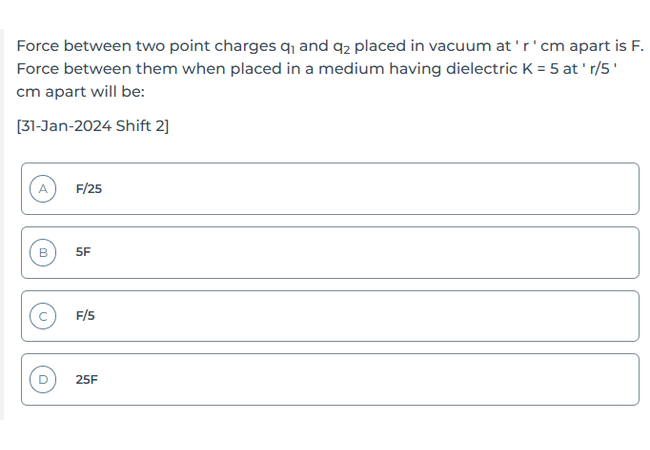 Force between two point charges q₁ and q₂ placed in vacuum at ' r ' cm apart is F.
Force between them when placed in a medium having dielectric K = 5 at ' r/5 '
cm apart will be:
[31-Jan-2024 Shift 2]
A F/25
B 5F
C F/5
D 25F